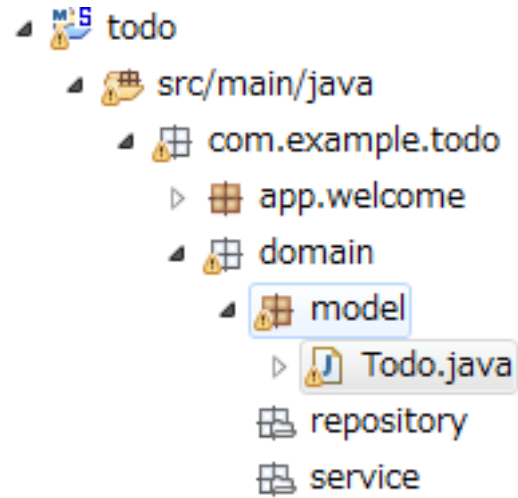 todo
src/main/java
com.example.todo
app.welcome
domain
model
Todo.java
repository
service